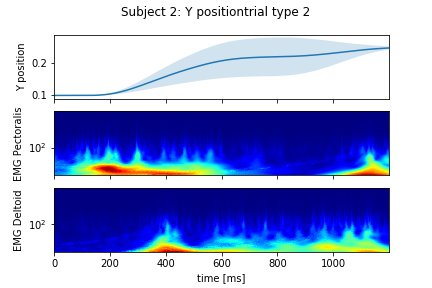 Subject 2: Y positiontrial type 2
Y position
0.2
0.1
EMG Pectoralis
10²
EMG Deltoid
10²
0 200 400 600 800 1000
time [ms]